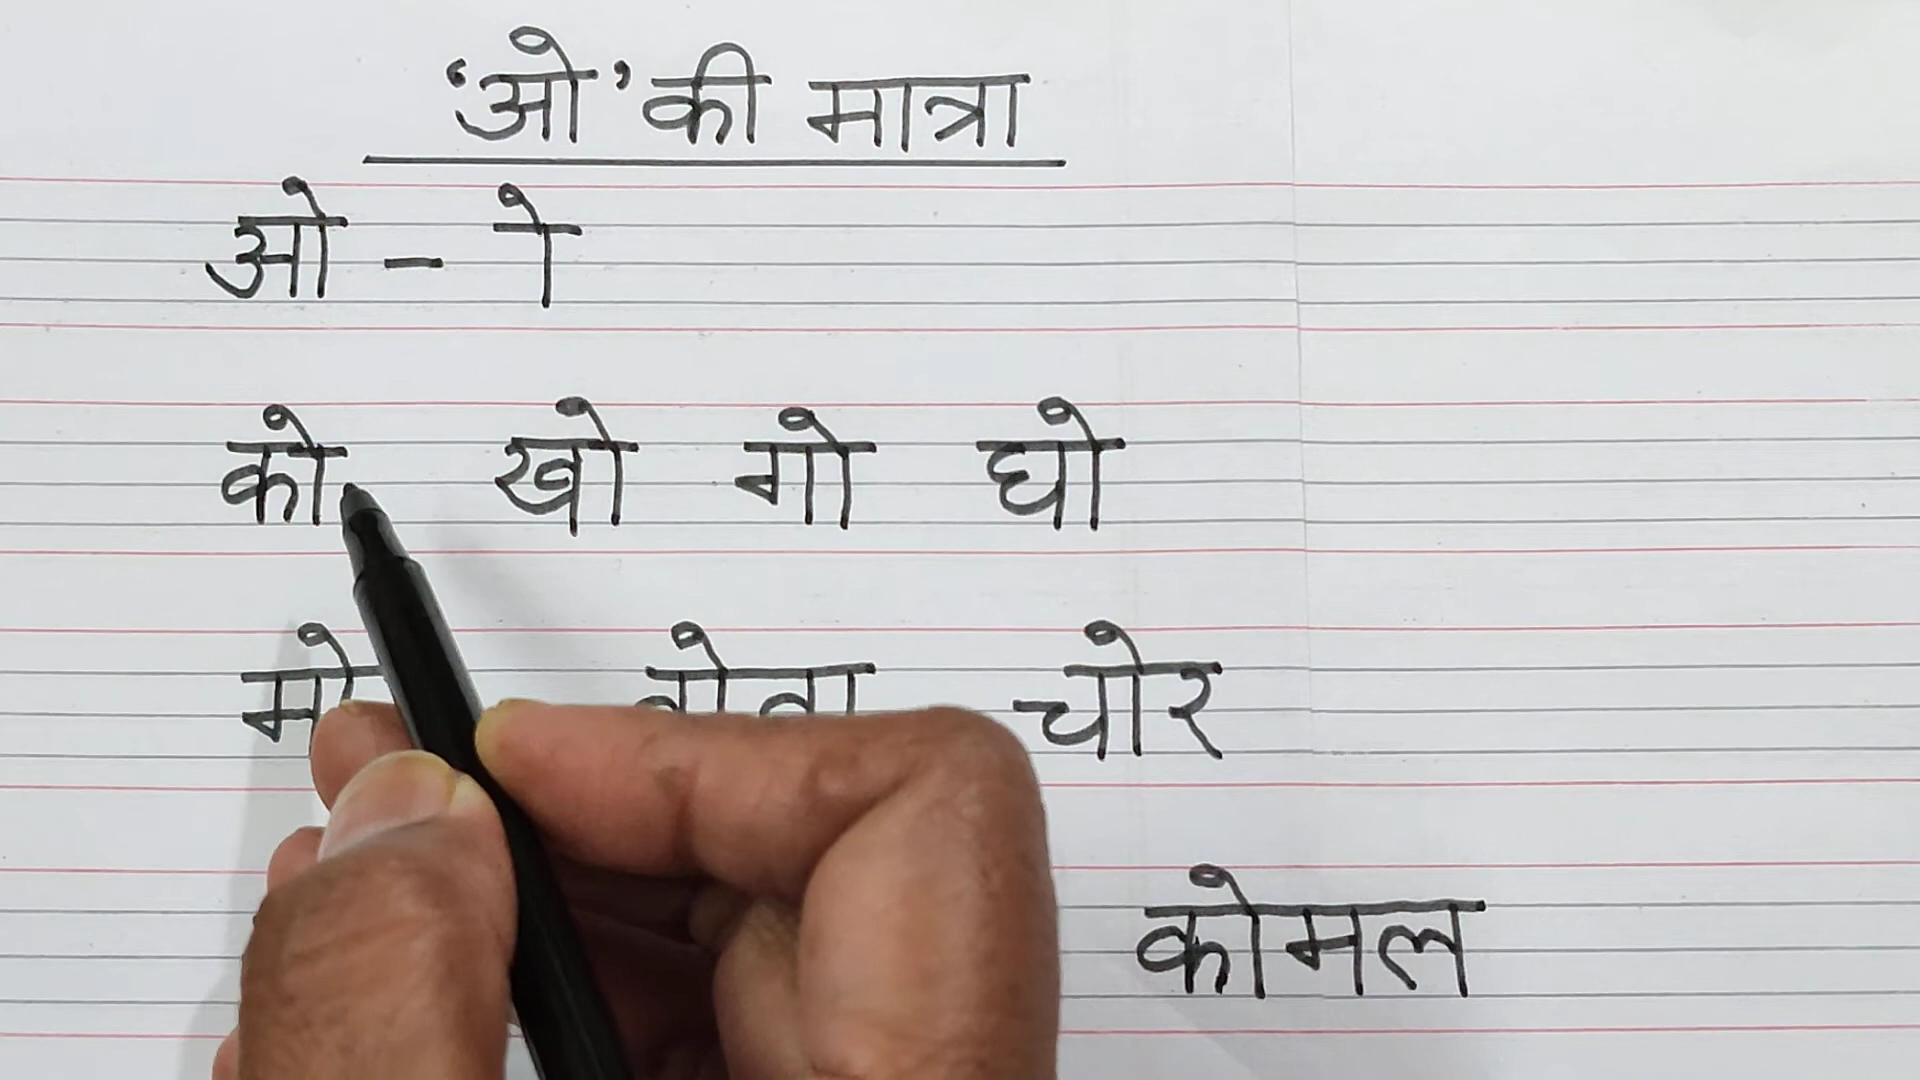 ‘ओ’ की मात्रा
ओ – ो
को खो गो घो
तोता चोर
कोमल